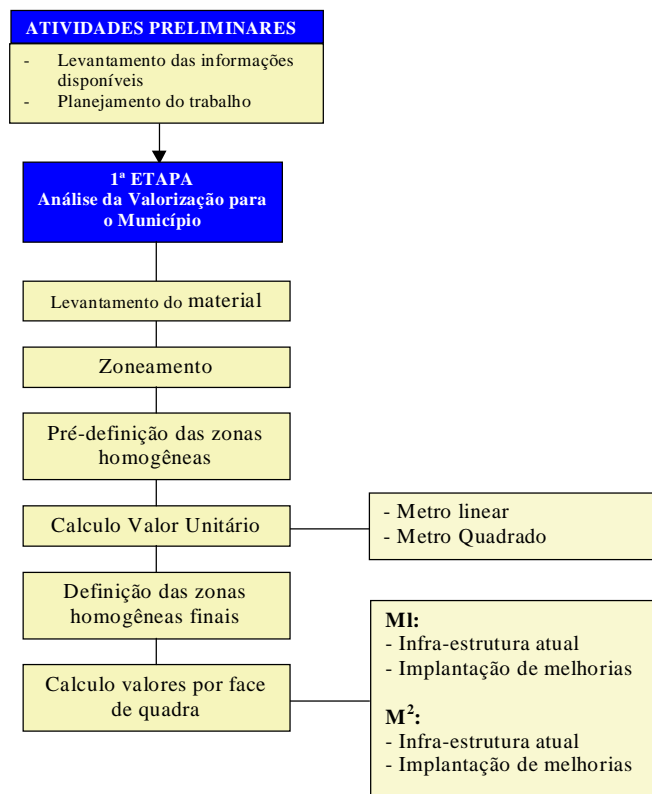 ATIVIDADES PRELIMINARES
- Levantamento das informações
disponíveis
- Planejamento do trabalho
1ª ETAPA
Análise da Valorização para
o Município
Levantamento do material
Zoneamento
Pré-definição das zonas
homogêneas
Calculo Valor Unitário
- Metro linear
- Metro Quadrado
Definição das zonas
homogêneas finais
Calculo valores por face
de quadra
Ml:
- Infra-estrutura atual
- Implantação de melhorias
M²:
- Infra-estrutura atual
- Implantação de melhorias